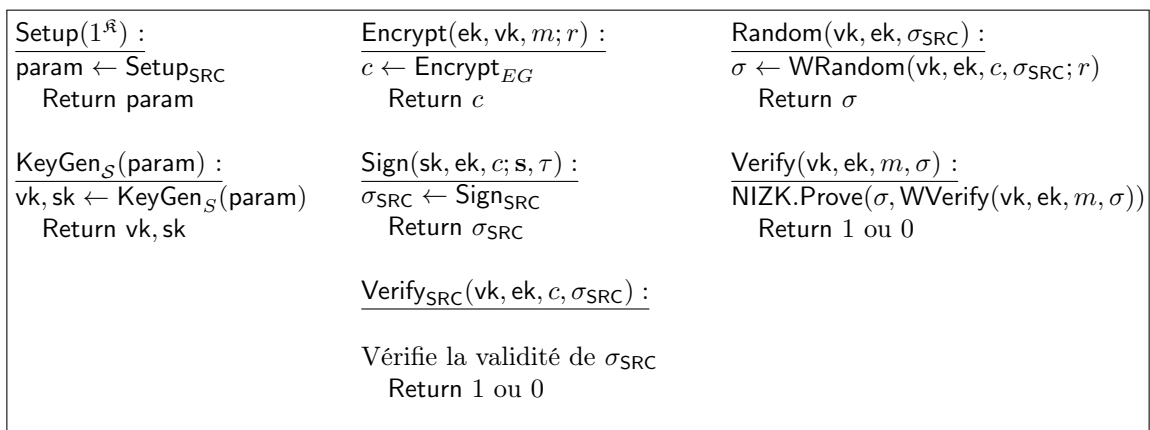 Setup(1^𝔎) :
param ← Setup_SRC
Return param
KeyGen_𝒮(param) :
vk, sk ← KeyGen_S(param)
Return vk, sk
Encrypt(ek, vk, m; r) :
c ← Encrypt_EG
Return c
Sign(sk, ek, c; s, τ) :
σ_SRC ← Sign_SRC
Return σ_SRC
Verify_SRC(vk, ek, c, σ_SRC) :
Vérifie la validité de σ_SRC
Return 1 ou 0
Random(vk, ek, σ_SRC) :
σ ← WRandom(vk, ek, c, σ_SRC; r)
Return σ
Verify(vk, ek, m, σ) :
NIZK.Prove(σ, WVerify(vk, ek, m, σ))
Return 1 ou 0